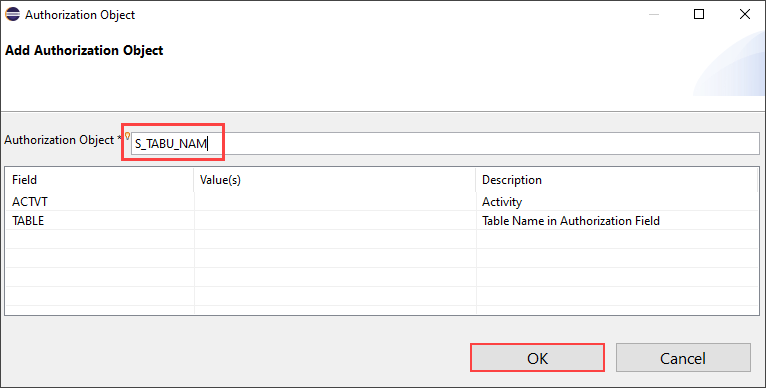 Authorization Object
Add Authorization Object
Authorization Object * S_TABU_NAM
Field Value(s) Description
ACTVT Activity
TABLE Table Name in Authorization Field
OK Cancel